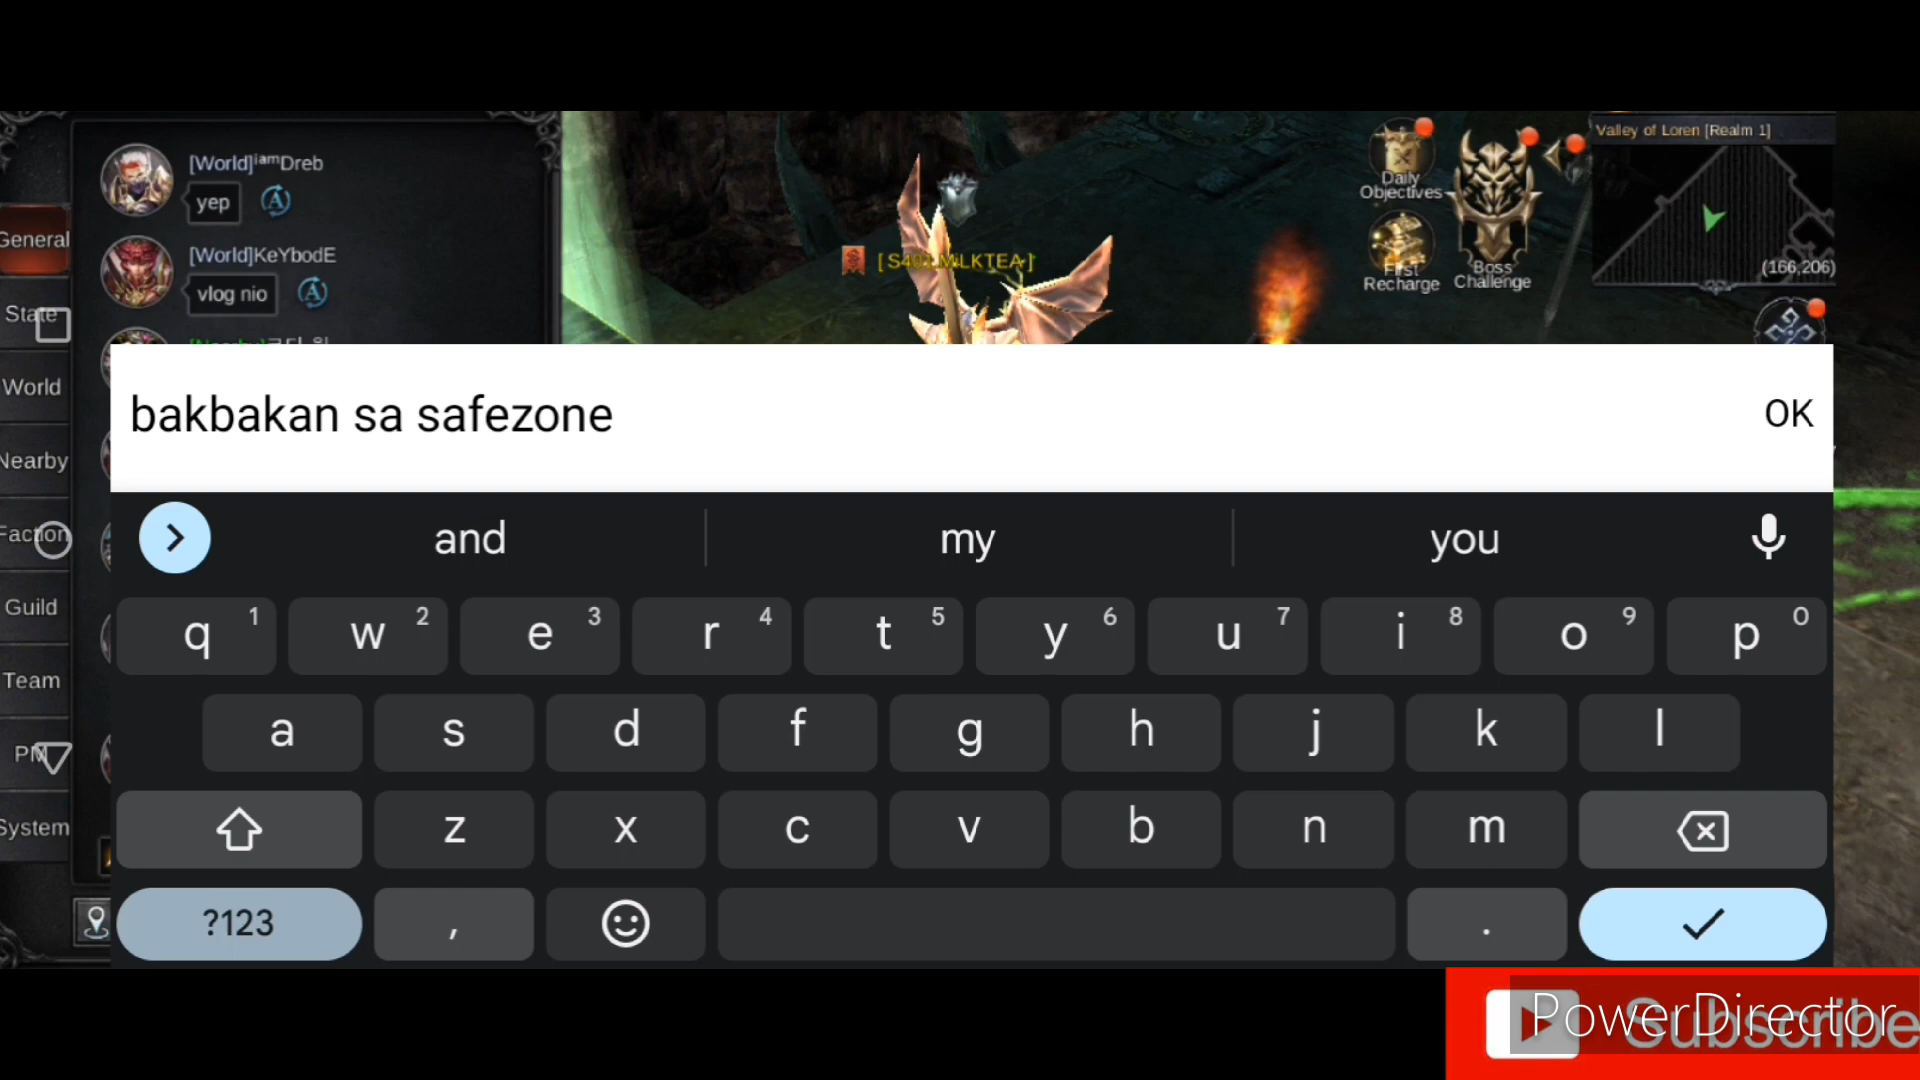 [World]iamDreb
yep
[World]KeYbodE
vlog nio
General
State
World
Nearby
Faction
Guild
Team
PM
System
Daily
Objectives
First
Recharge
Boss
Challenge
Valley of Loren [Realm 1]
(166,206)
bakbakan sa safezone
OK
and my you
q 1 w 2 e 3 r 4 t 5 y 6 u 7 i 8 o 9 p 0
a s d f g h j k l
z x c v b n m
?123 , .
PowerDirector
Subscribe